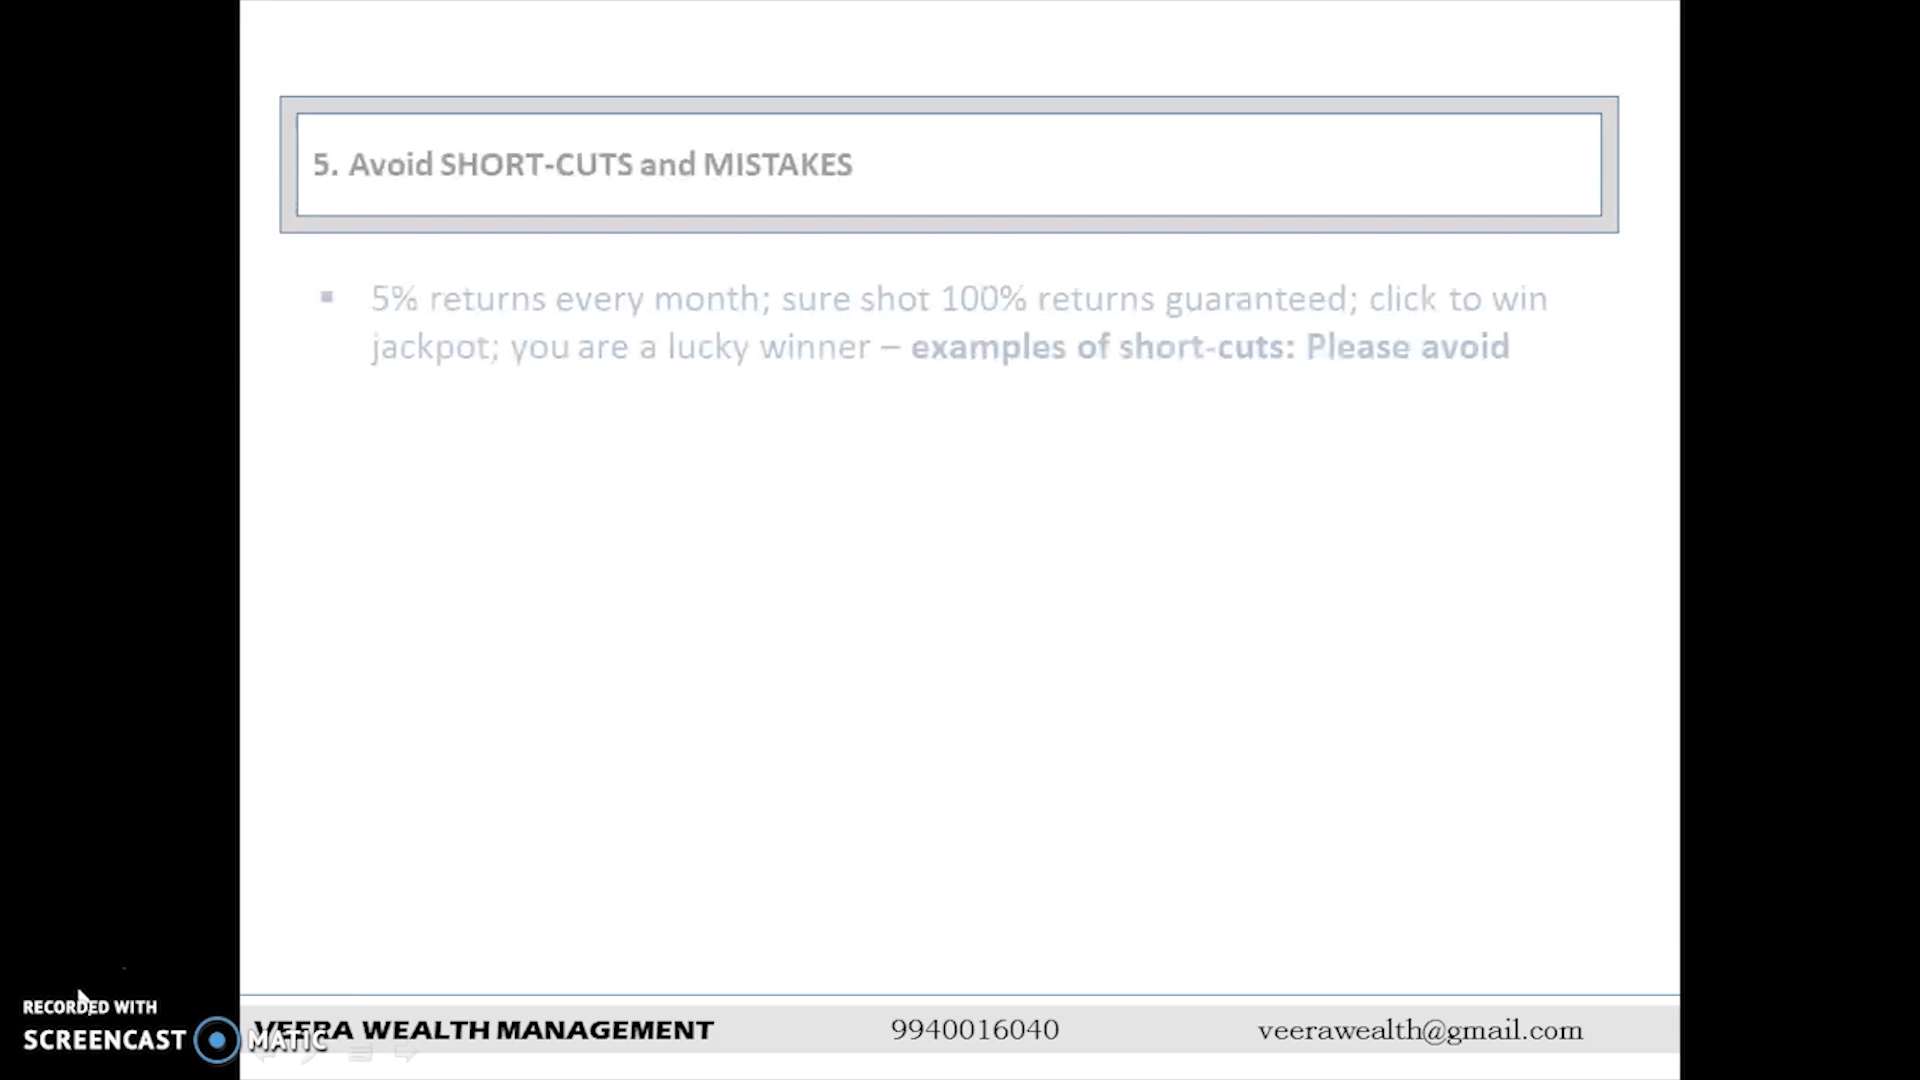 5. Avoid SHORT-CUTS and MISTAKES
▪ 5% returns every month; sure shot 100% returns guaranteed; click to win
jackpot; you are a lucky winner – examples of short-cuts: Please avoid
RECORDED WITH
SCREENCAST MATIC
VEERA WEALTH MANAGEMENT 9940016040 veerawealth@gmail.com